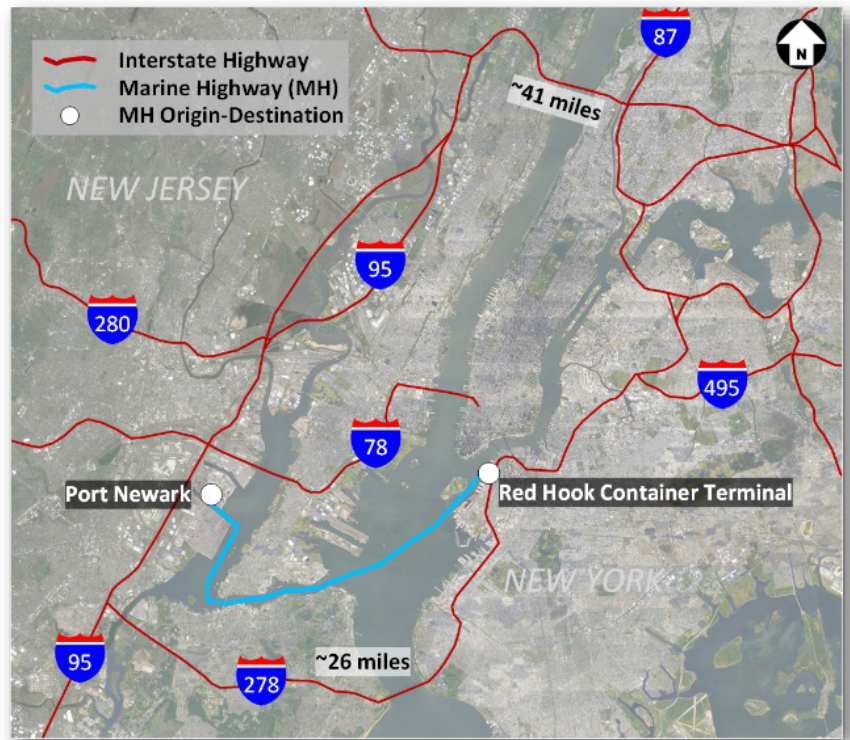 Interstate Highway
Marine Highway (MH)
MH Origin-Destination
87
N
~41 miles
NEW JERSEY
95
280
495
78
Port Newark
Red Hook Container Terminal
NEW YORK
95
~26 miles
278